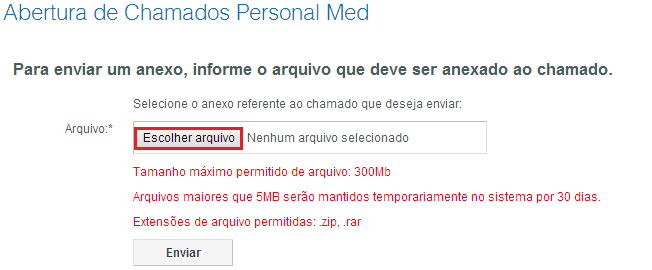 Abertura de Chamados Personal Med
Para enviar um anexo, informe o arquivo que deve ser anexado ao chamado.
Selecione o anexo referente ao chamado que deseja enviar:
Arquivo:* Escolher arquivo Nenhum arquivo selecionado
Tamanho máximo permitido de arquivo: 300Mb
Arquivos maiores que 5MB serão mantidos temporariamente no sistema por 30 dias.
Extensões de arquivo permitidas: .zip, .rar
Enviar